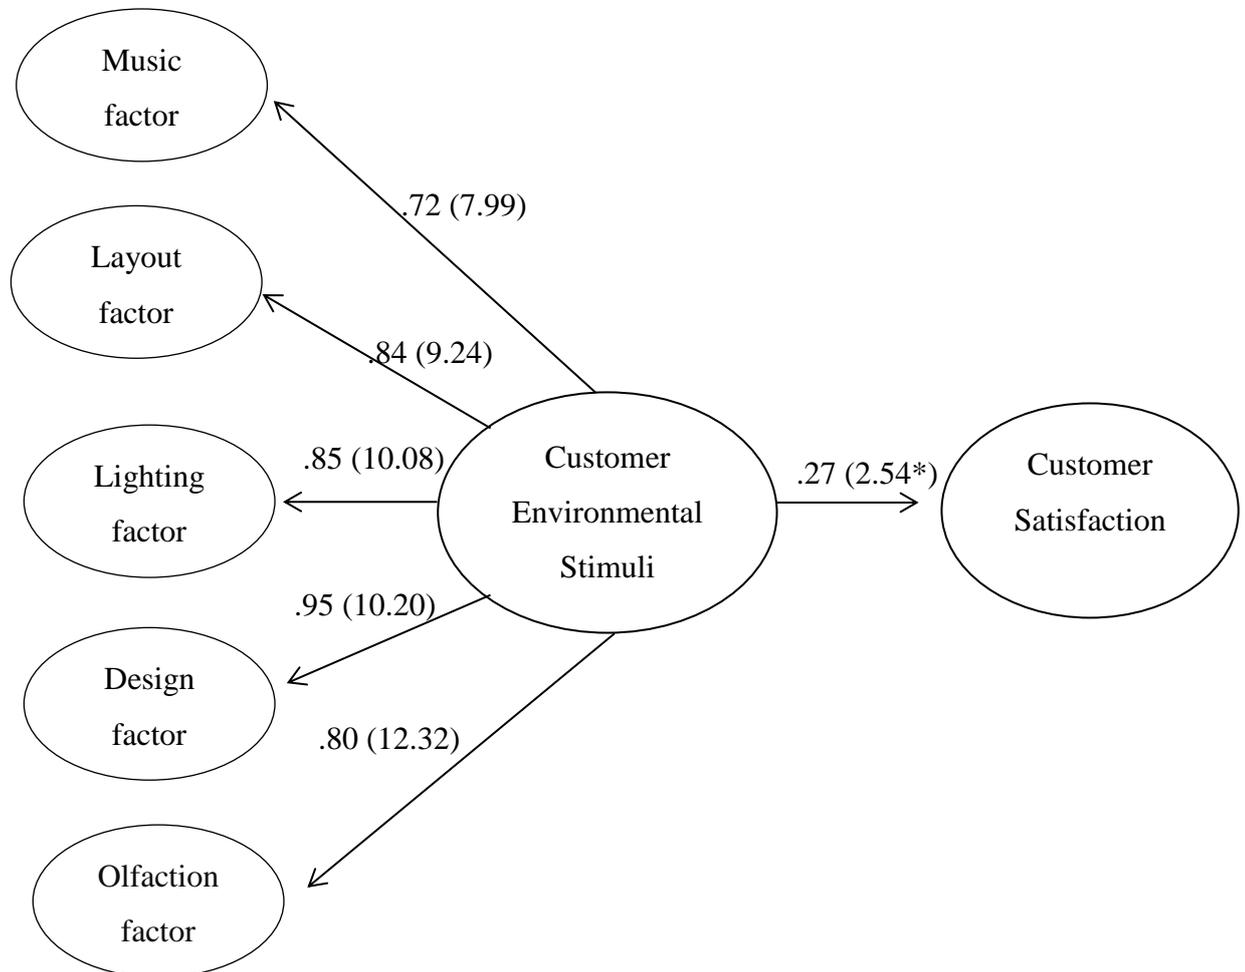 Music
factor
.72 (7.99)
Layout
factor
.84 (9.24)
Lighting
factor
.85 (10.08)
Customer
Environmental
Stimuli
.27 (2.54*)
Customer
Satisfaction
.95 (10.20)
Design
factor
.80 (12.32)
Olfaction
factor